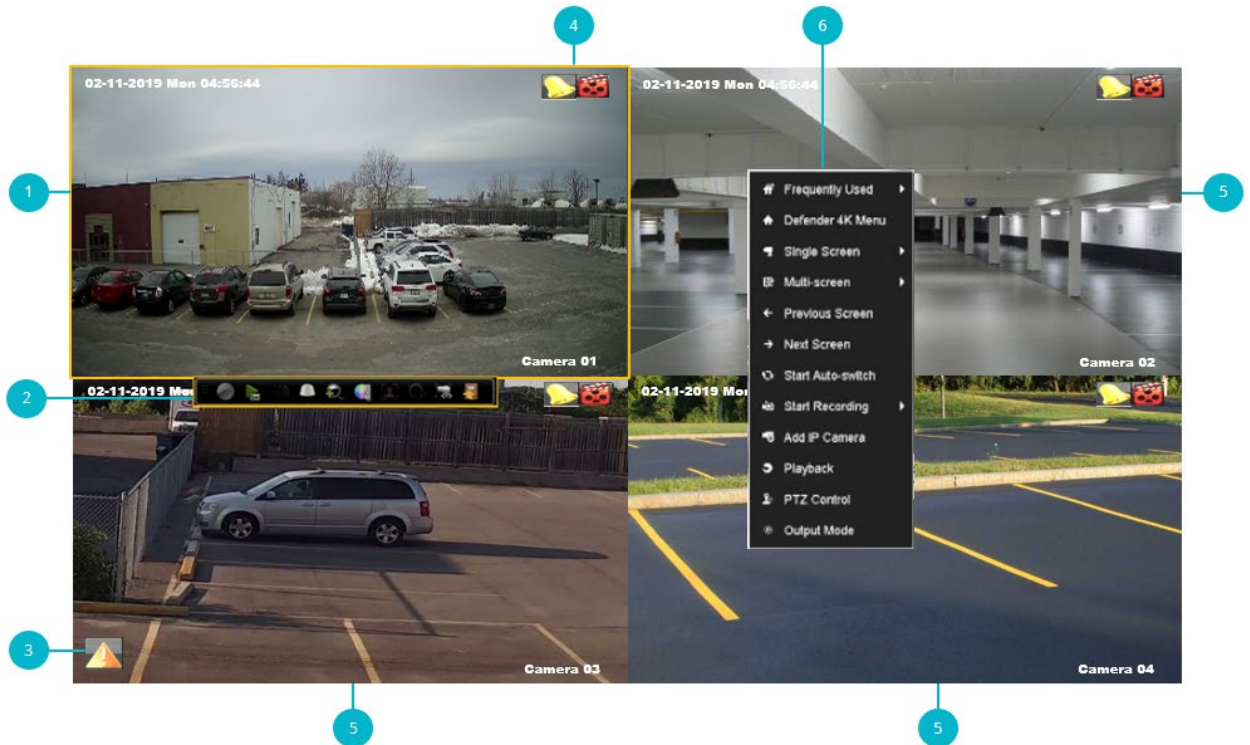 4
6
02-11-2019 Mon 04:56:44
02-11-2019 Mon 04:56:44
1
5
Frequently Used
Defender 4K Menu
Single Screen
Multi-screen
Previous Screen
Next Screen
Start Auto-switch
Start Recording
Add IP Camera
Playback
PTZ Control
Output Mode
Camera 01
Camera 02
2
02-11-2019
02-11-2019
3
Camera 03
Camera 04
5
5